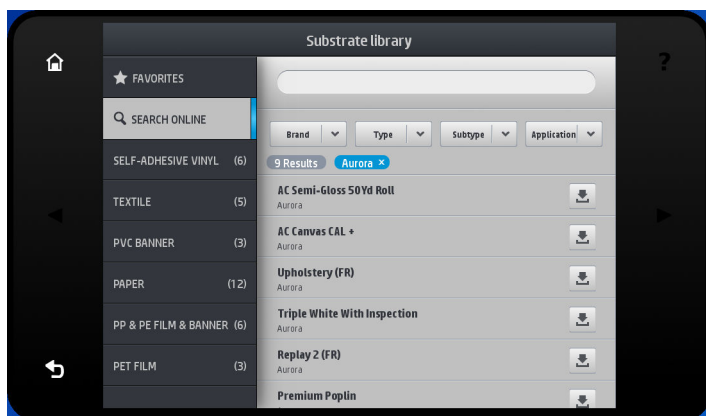 Substrate library
?
FAVORITES
SEARCH ONLINE
SELF-ADHESIVE VINYL (6)
TEXTILE (5)
PVC BANNER (3)
PAPER (12)
PP & PE FILM & BANNER (6)
PET FILM (3)
Brand Type Subtype Application
9 Results Aurora ×
AC Semi-Gloss 50Yd Roll
Aurora
AC Canvas CAL +
Aurora
Upholstery (FR)
Aurora
Triple White With Inspection
Aurora
Replay 2 (FR)
Aurora
Premium Poplin